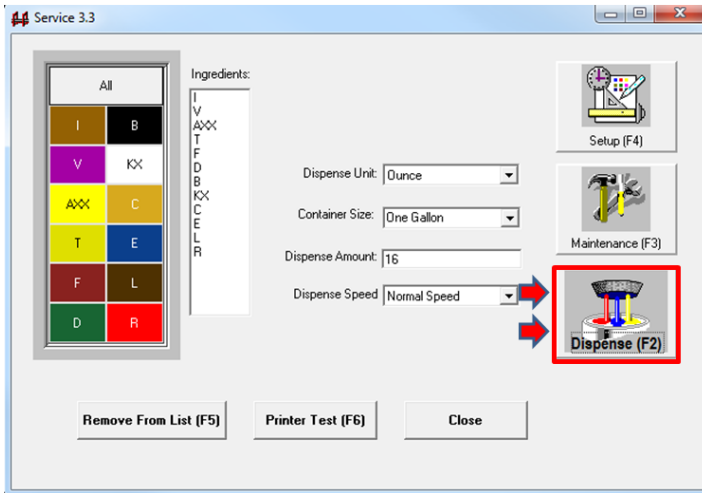 Service 3.3
All
I B
V KX
AXX C
T E
F L
D R
Ingredients:
I
V
AXX
T
F
D
B
KX
C
E
L
R
Dispense Unit: Ounce
Container Size: One Gallon
Dispense Amount: 16
Dispense Speed Normal Speed
Setup (F4)
Maintenance (F3)
Dispense (F2)
Remove From List (F5) Printer Test (F6) Close